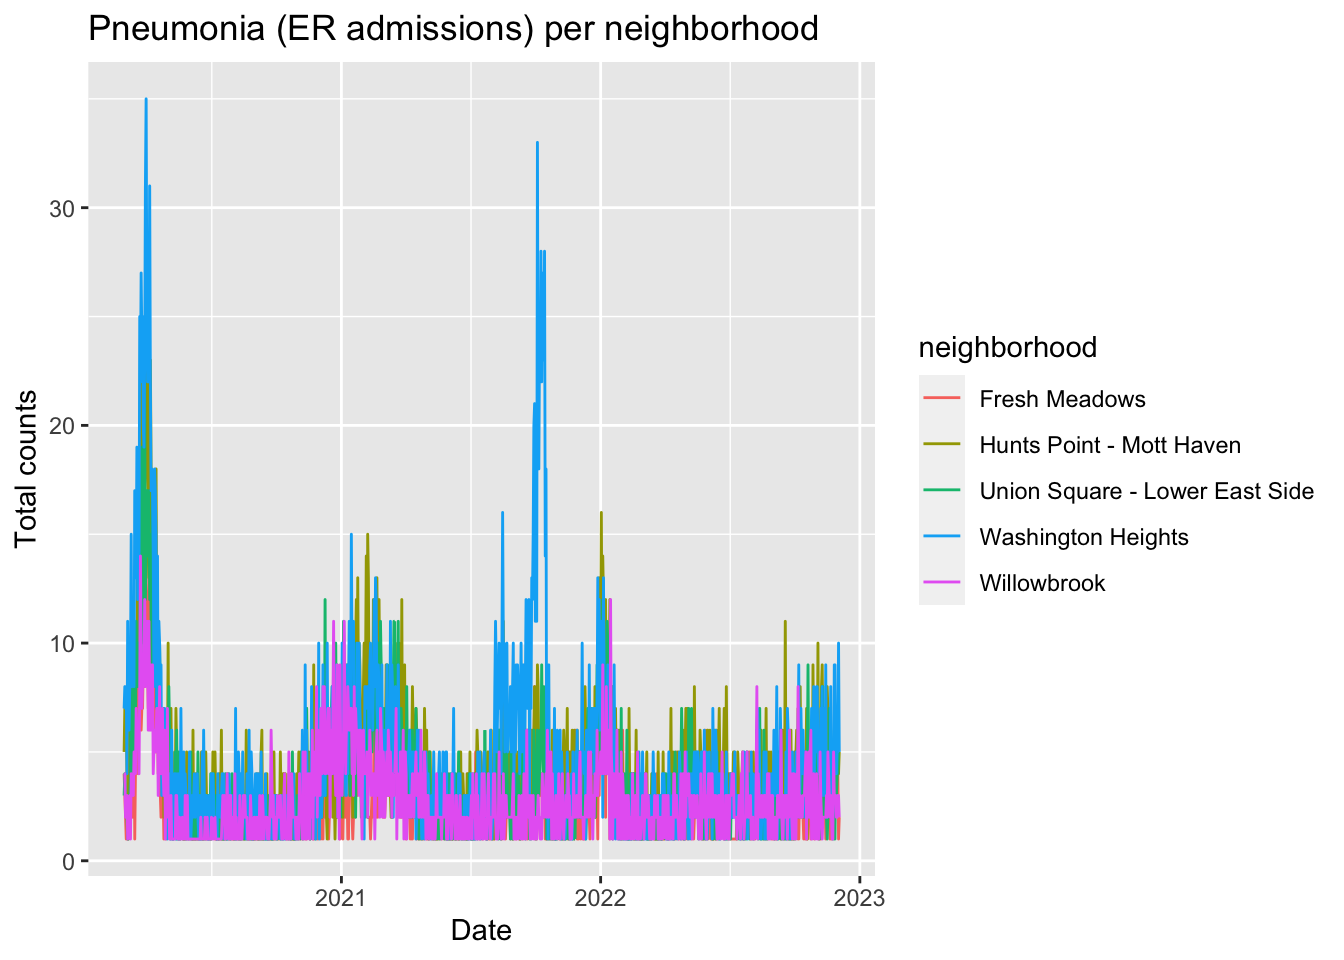 Pneumonia (ER admissions) per neighborhood
Total counts
30
20
10
0
2021
2022
2023
Date
neighborhood
Fresh Meadows
Hunts Point - Mott Haven
Union Square - Lower East Side
Washington Heights
Willowbrook